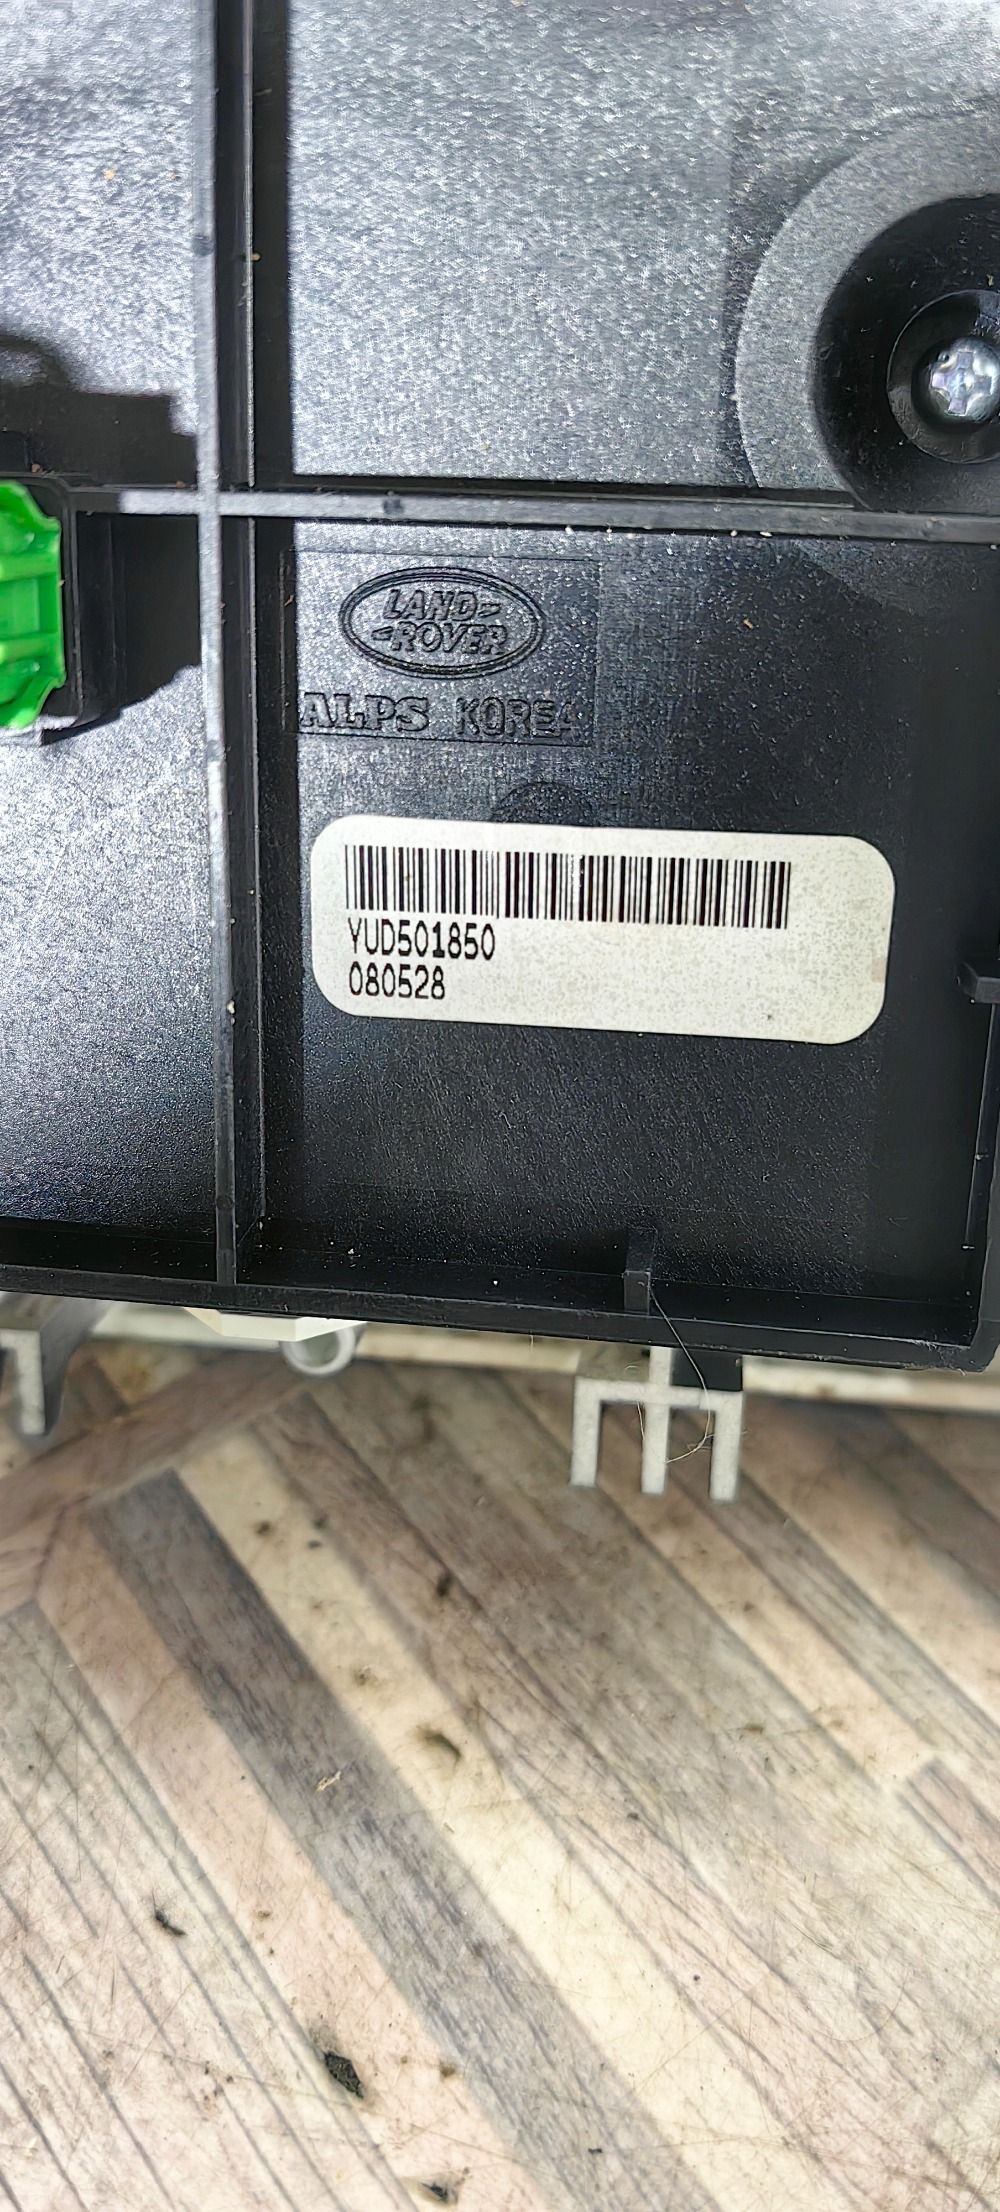 LAND
ROVER
ALPS KOREA
YUD501850
080528